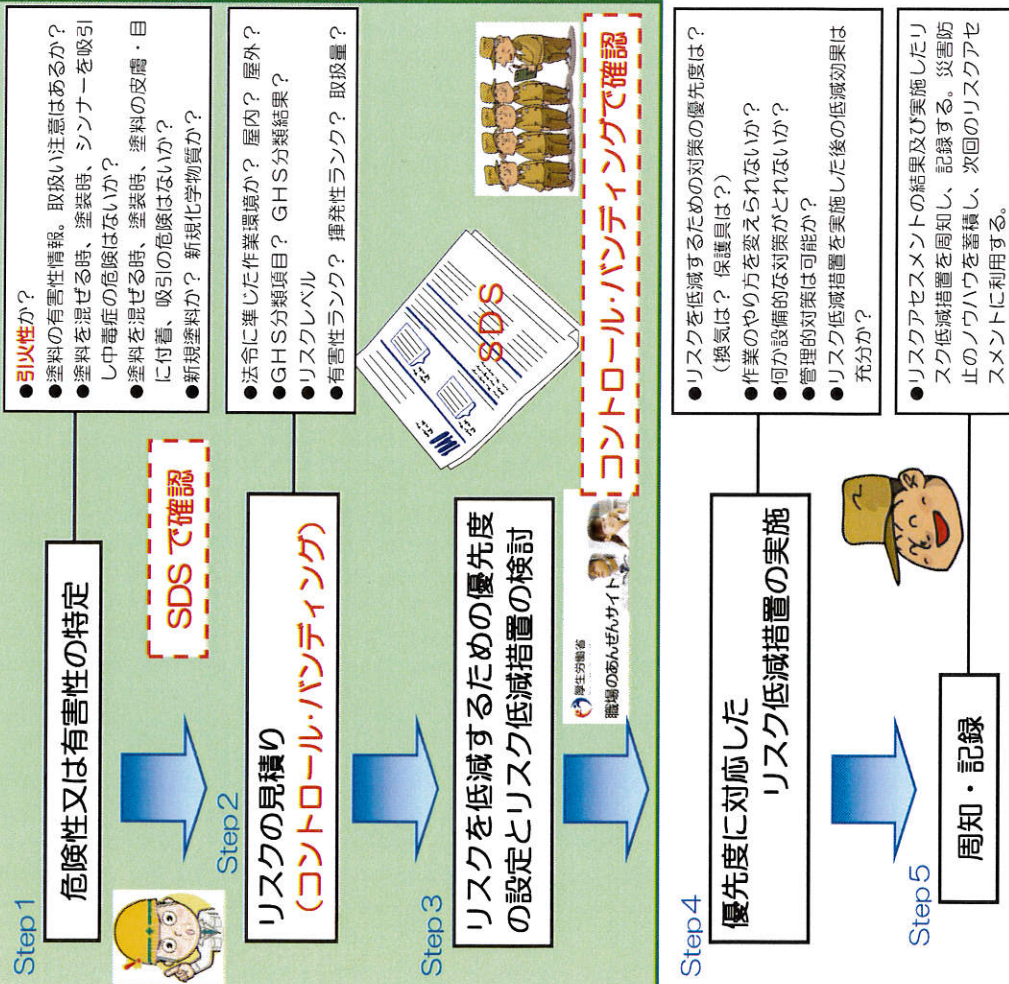 Step1
危険性又は有害性の特定
●引火性か？
●塗料の有害性情報。取扱い注意はあるか？
●塗料を混ぜる時、塗装時、シンナーを吸引
し中毒症の危険はないか？
●塗料を混ぜる時、塗装時、塗料の皮膚・目
に付着、吸引の危険はないか？
●新規塗料か？ 新規化学物質か？
SDS で確認
Step2
リスクの見積り
（コントロール・バンディング）
●法令に準じた作業環境か？ 屋内？ 屋外？
●GHS分類項目？ GHS分類結果？
●リスクレベル
●有害性ランク？ 揮発性ランク？ 取扱量？
SDS
Step3
リスクを低減するための優先度
の設定とリスク低減措置の検討
厚生労働省
職場のあんぜんサイト
コントロール・バンディングで確認
Step4
優先度に対応した
リスク低減措置の実施
●リスクを低減するための対策の優先度は？
（換気は？ 保護具は？）
●作業のやり方を変えられないか？
●何か設備的な対策がとれないか？
●管理的対策は可能か？
●リスク低減措置を実施した後の低減効果は
充分か？
Step5
周知・記録
●リスクアセスメントの結果及び実施したリ
スク低減措置を周知し、記録する。災害防
止のノウハウを蓄積し、次回のリスクアセ
スメントに利用する。